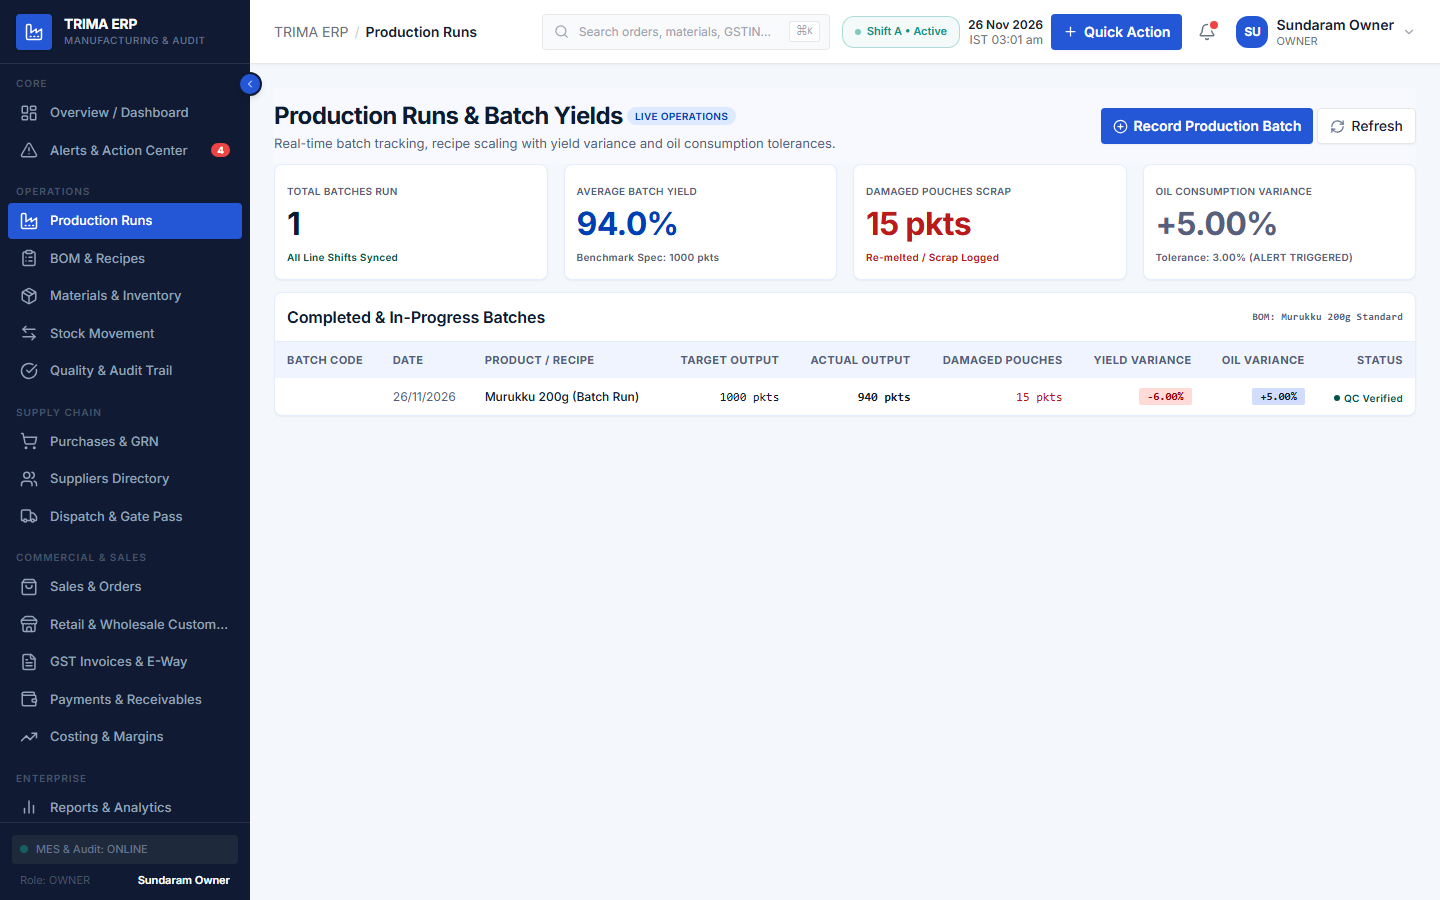 TRIMA ERP
MANUFACTURING & AUDIT
CORE
Overview / Dashboard
Alerts & Action Center 4
OPERATIONS
Production Runs
BOM & Recipes
Materials & Inventory
Stock Movement
Quality & Audit Trail
SUPPLY CHAIN
Purchases & GRN
Suppliers Directory
Dispatch & Gate Pass
COMMERCIAL & SALES
Sales & Orders
Retail & Wholesale Custom...
GST Invoices & E-Way
Payments & Receivables
Costing & Margins
ENTERPRISE
Reports & Analytics
MES & Audit: ONLINE
Role: OWNER Sundaram Owner
TRIMA ERP / Production Runs
Search orders, materials, GSTIN... ⌘K
Shift A • Active
26 Nov 2026
IST 03:01 am
+ Quick Action
SU
Sundaram Owner
OWNER
Production Runs & Batch Yields LIVE OPERATIONS
Real-time batch tracking, recipe scaling with yield variance and oil consumption tolerances.
Record Production Batch
Refresh
TOTAL BATCHES RUN
1
All Line Shifts Synced
AVERAGE BATCH YIELD
94.0%
Benchmark Spec: 1000 pkts
DAMAGED POUCHES SCRAP
15 pkts
Re-melted / Scrap Logged
OIL CONSUMPTION VARIANCE
+5.00%
Tolerance: 3.00% (ALERT TRIGGERED)
Completed & In-Progress Batches
BOM: Murukku 200g Standard
BATCH CODE DATE PRODUCT / RECIPE TARGET OUTPUT ACTUAL OUTPUT DAMAGED POUCHES YIELD VARIANCE OIL VARIANCE STATUS
26/11/2026 Murukku 200g (Batch Run) 1000 pkts 940 pkts 15 pkts -6.00% +5.00% QC Verified